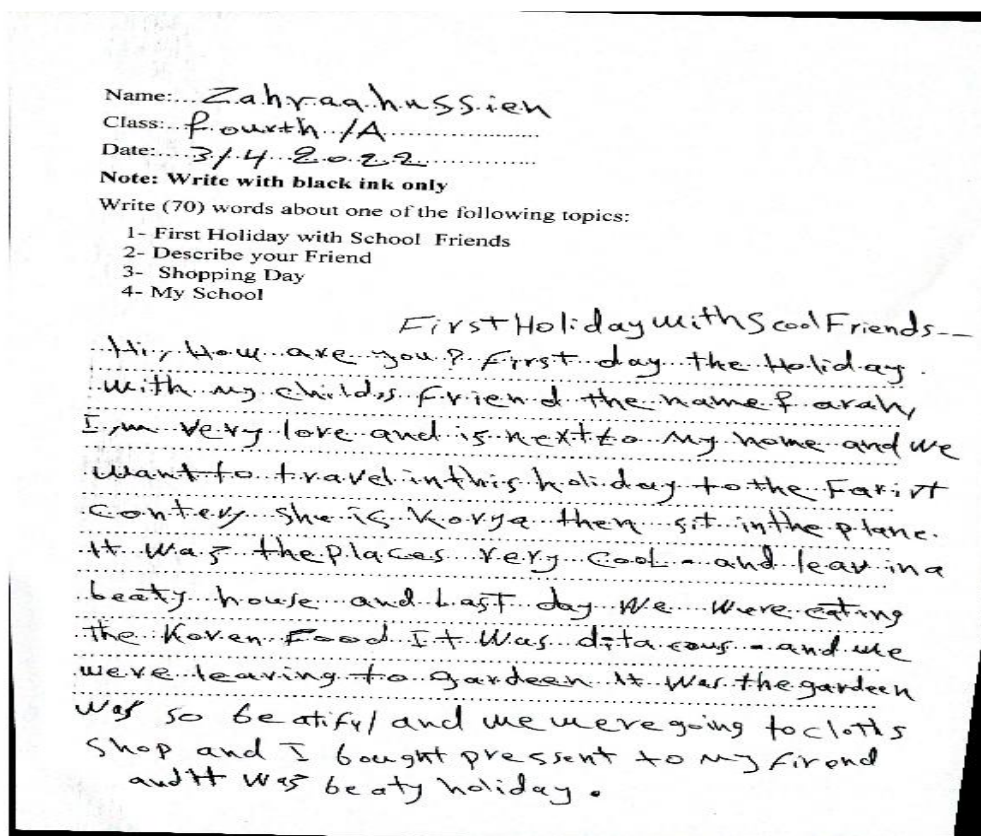 Name:... Zahraa hussien
Class:.. fourth /A
Date:.... 3/4 2022
Note: Write with black ink only
Write (70) words about one of the following topics:
1- First Holiday with School Friends
2- Describe your Friend
3- Shopping Day
4- My School
First Holiday with Scool Friends--
Hi, How are you? First day the Holiday.
with my child,s friend the name farah,
I,m very love and is next to my home and we
want to travel in this holiday to the Farivt
Contery she is Korya then sit in the plane.
It was the places very cool - and leav in a
beaty house and Last day we were eating
the Koven Food It was - and we
were leaving to gardeen It was the gardeen
was so beatifyl and we were going to cloths
shop and I bought pressent to my firend
and It was beaty holiday.